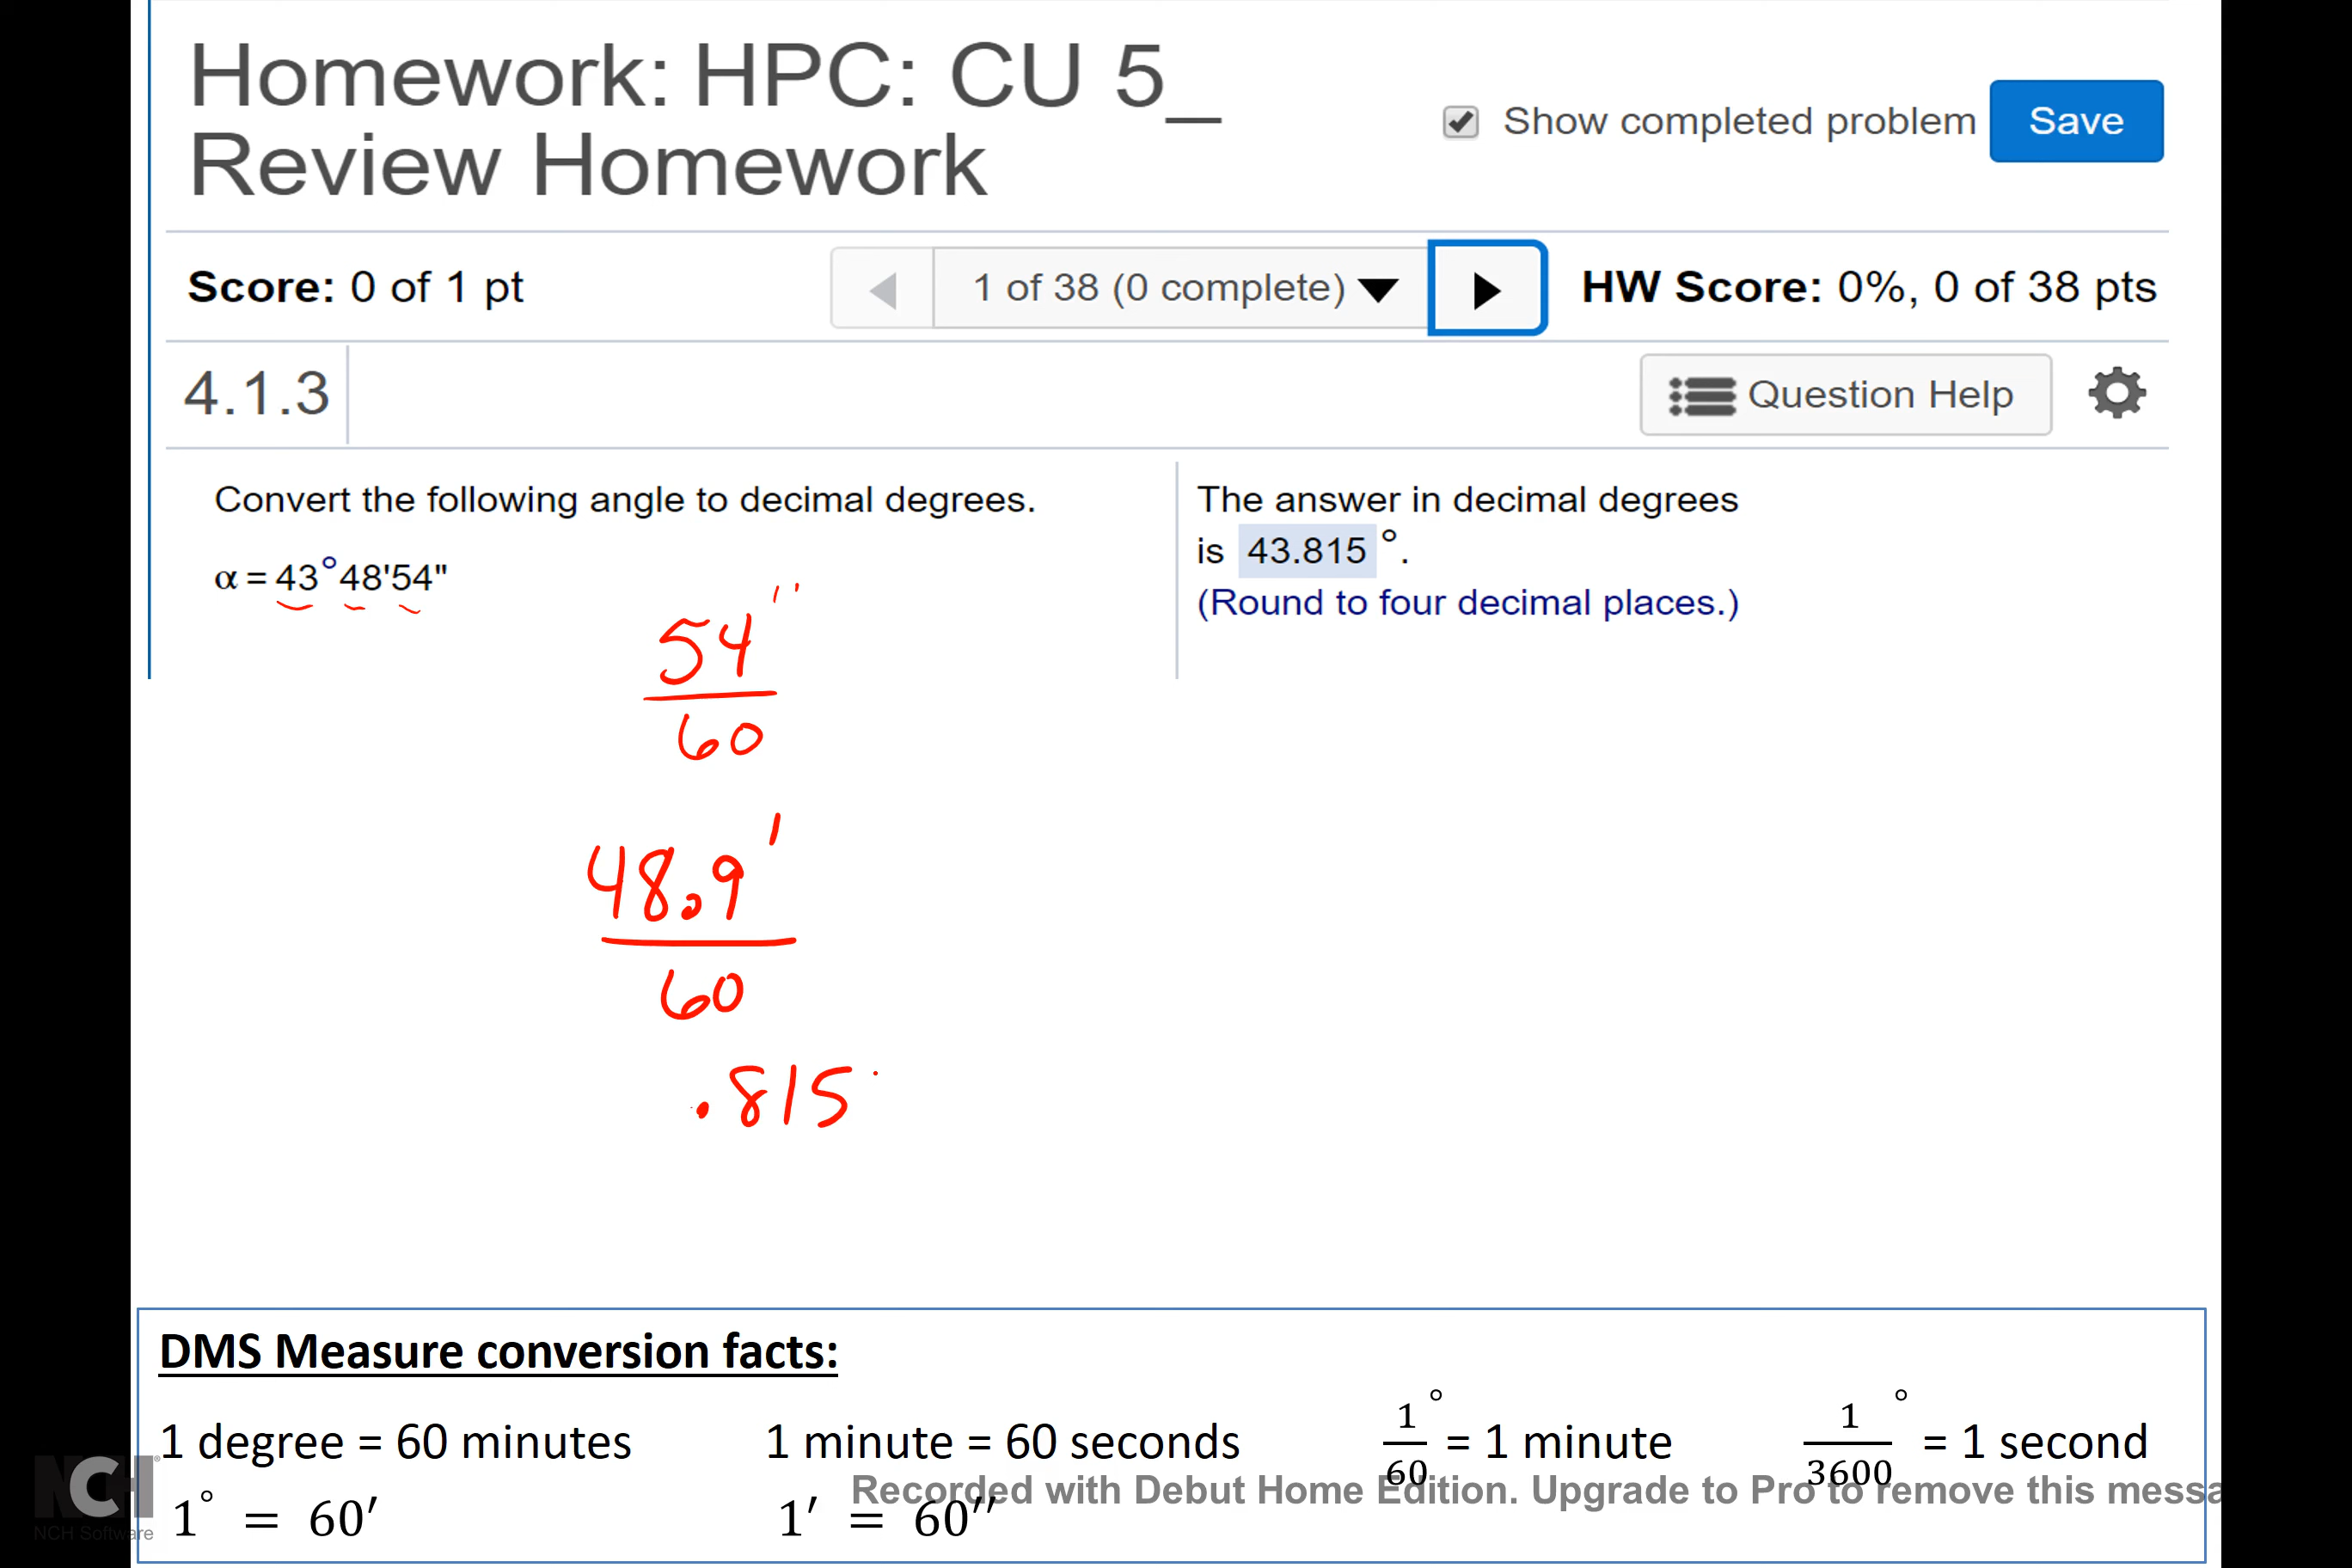 Homework: HPC: CU 5_
Review Homework
Show completed problem
Save
Score: 0 of 1 pt
1 of 38 (0 complete)
HW Score: 0%, 0 of 38 pts
4.1.3
Question Help
Convert the following angle to decimal degrees.
α = 43°48'54"
The answer in decimal degrees
is 43.815 °.
(Round to four decimal places.)
54''
60
48.9'
60
.815
DMS Measure conversion facts:
1 degree = 60 minutes
1 minute = 60 seconds
1/60° = 1 minute
1/3600° = 1 second
1° = 60′
1′ = 60″
Recorded with Debut Home Edition. Upgrade to Pro to remove this messa
NCH
NCH Software